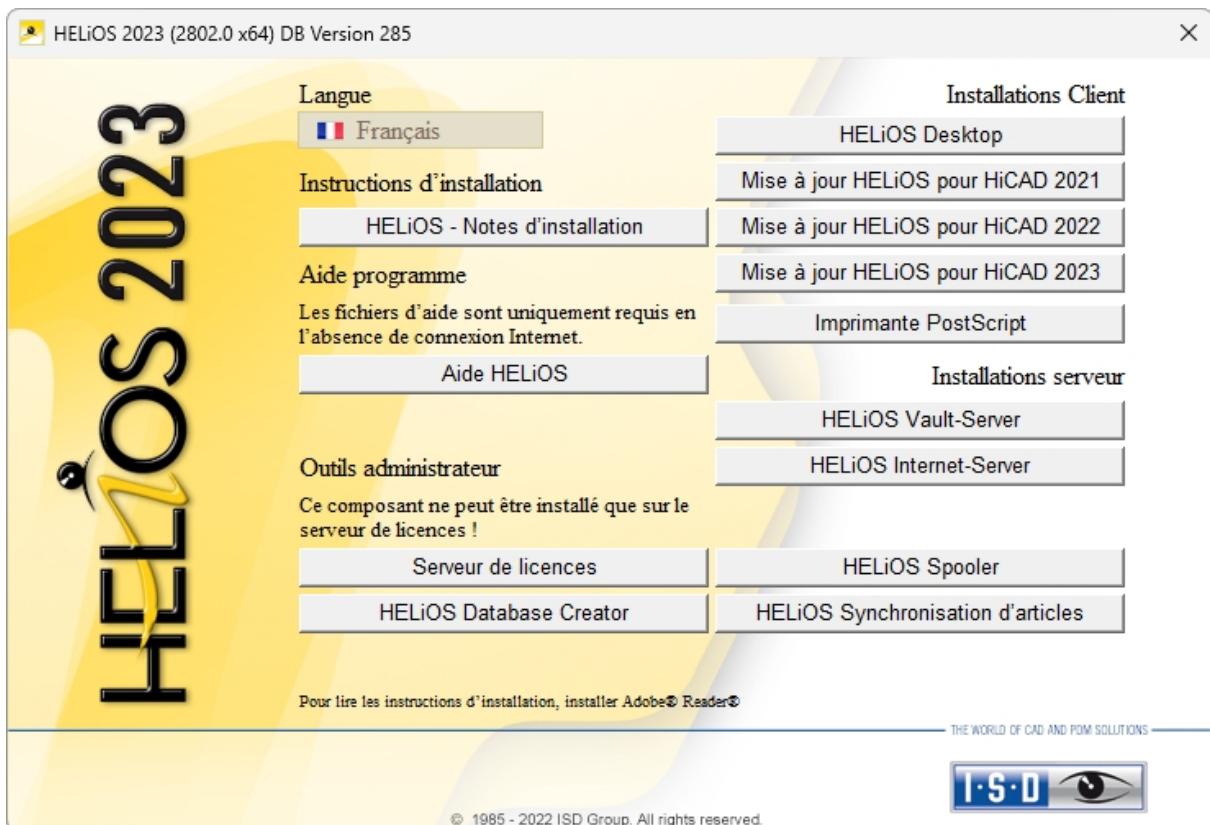 HELiOS 2023 (2802.0 x64) DB Version 285
HELiOS 2023
Langue
Français
Instructions d'installation
HELiOS - Notes d'installation
Aide programme
Les fichiers d'aide sont uniquement requis en
l'absence de connexion Internet.
Aide HELiOS
Outils administrateur
Ce composant ne peut être installé que sur le
serveur de licences !
Serveur de licences
HELiOS Database Creator
Installations Client
HELiOS Desktop
Mise à jour HELiOS pour HiCAD 2021
Mise à jour HELiOS pour HiCAD 2022
Mise à jour HELiOS pour HiCAD 2023
Imprimante PostScript
Installations serveur
HELiOS Vault-Server
HELiOS Internet-Server
HELiOS Spooler
HELiOS Synchronisation d'articles
Pour lire les instructions d'installation, installer Adobe® Reader®
THE WORLD OF CAD AND PDM SOLUTIONS
I·S·D
© 1985 - 2022 ISD Group. All rights reserved.